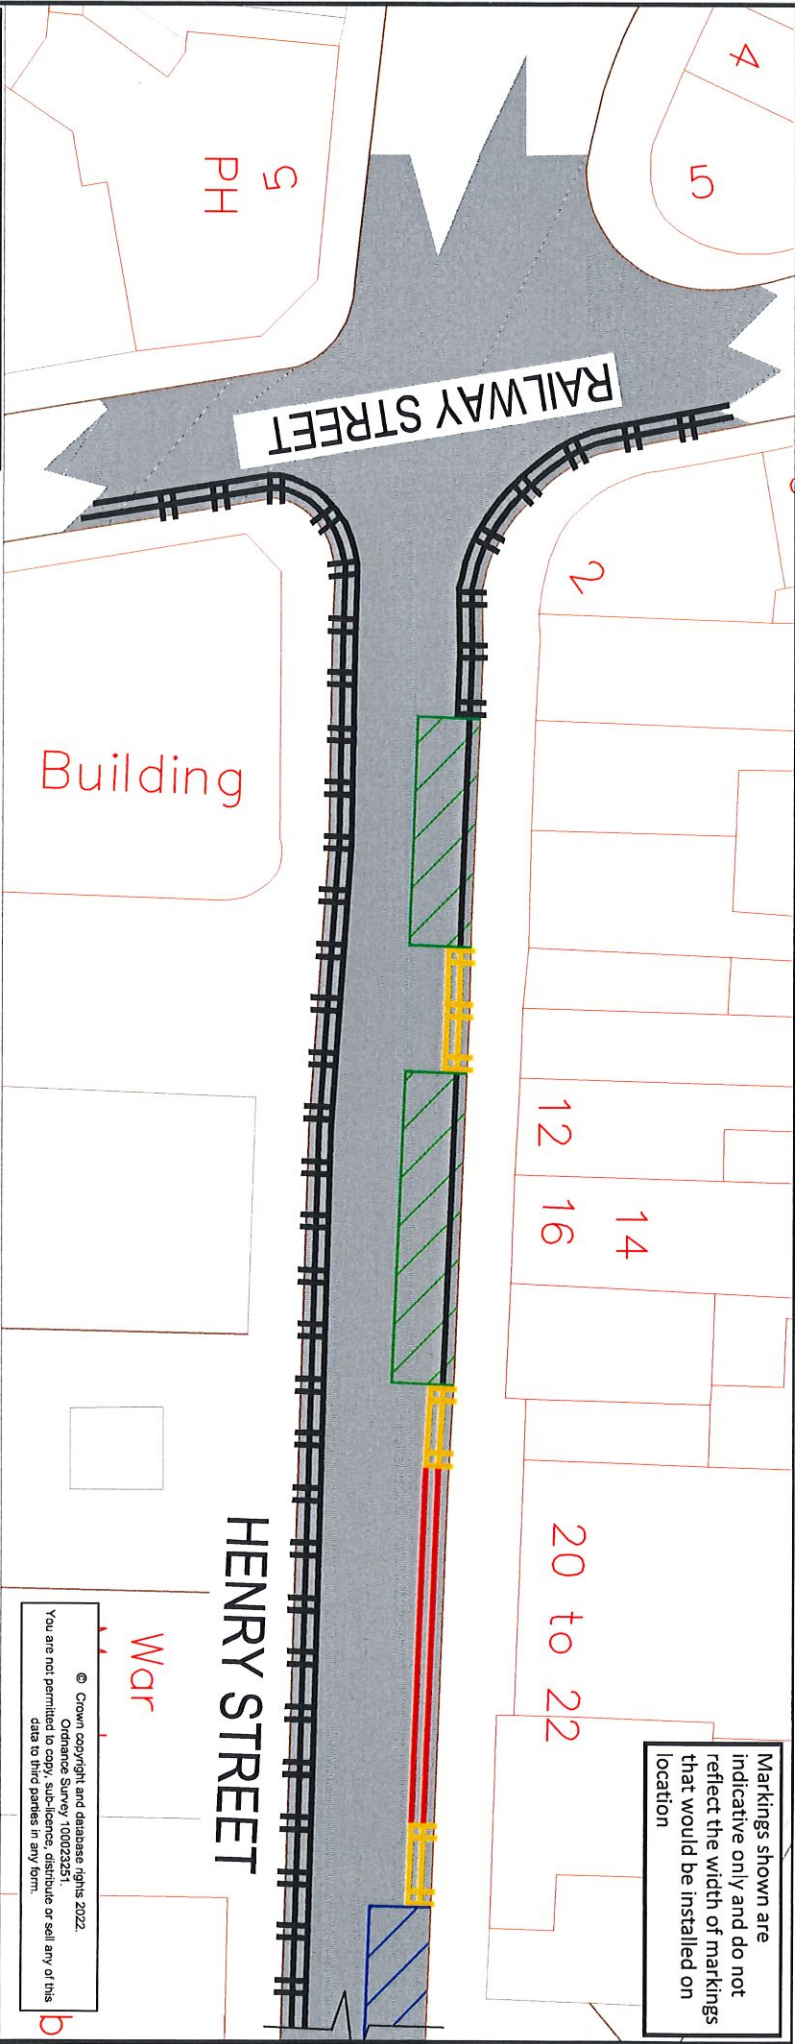 4
5
5
PH
RAILWAY STREET
2
Building
12
14
16
20 to 22
HENRY STREET
War
Markings shown are
indicative only and do not
reflect the width of markings
that would be installed on
location
© Crown copyright and database rights 2022.
Ordnance Survey 100023251.
You are not permitted to copy, sub-licence, distribute or sell any of this
data to third parties in any form.
b